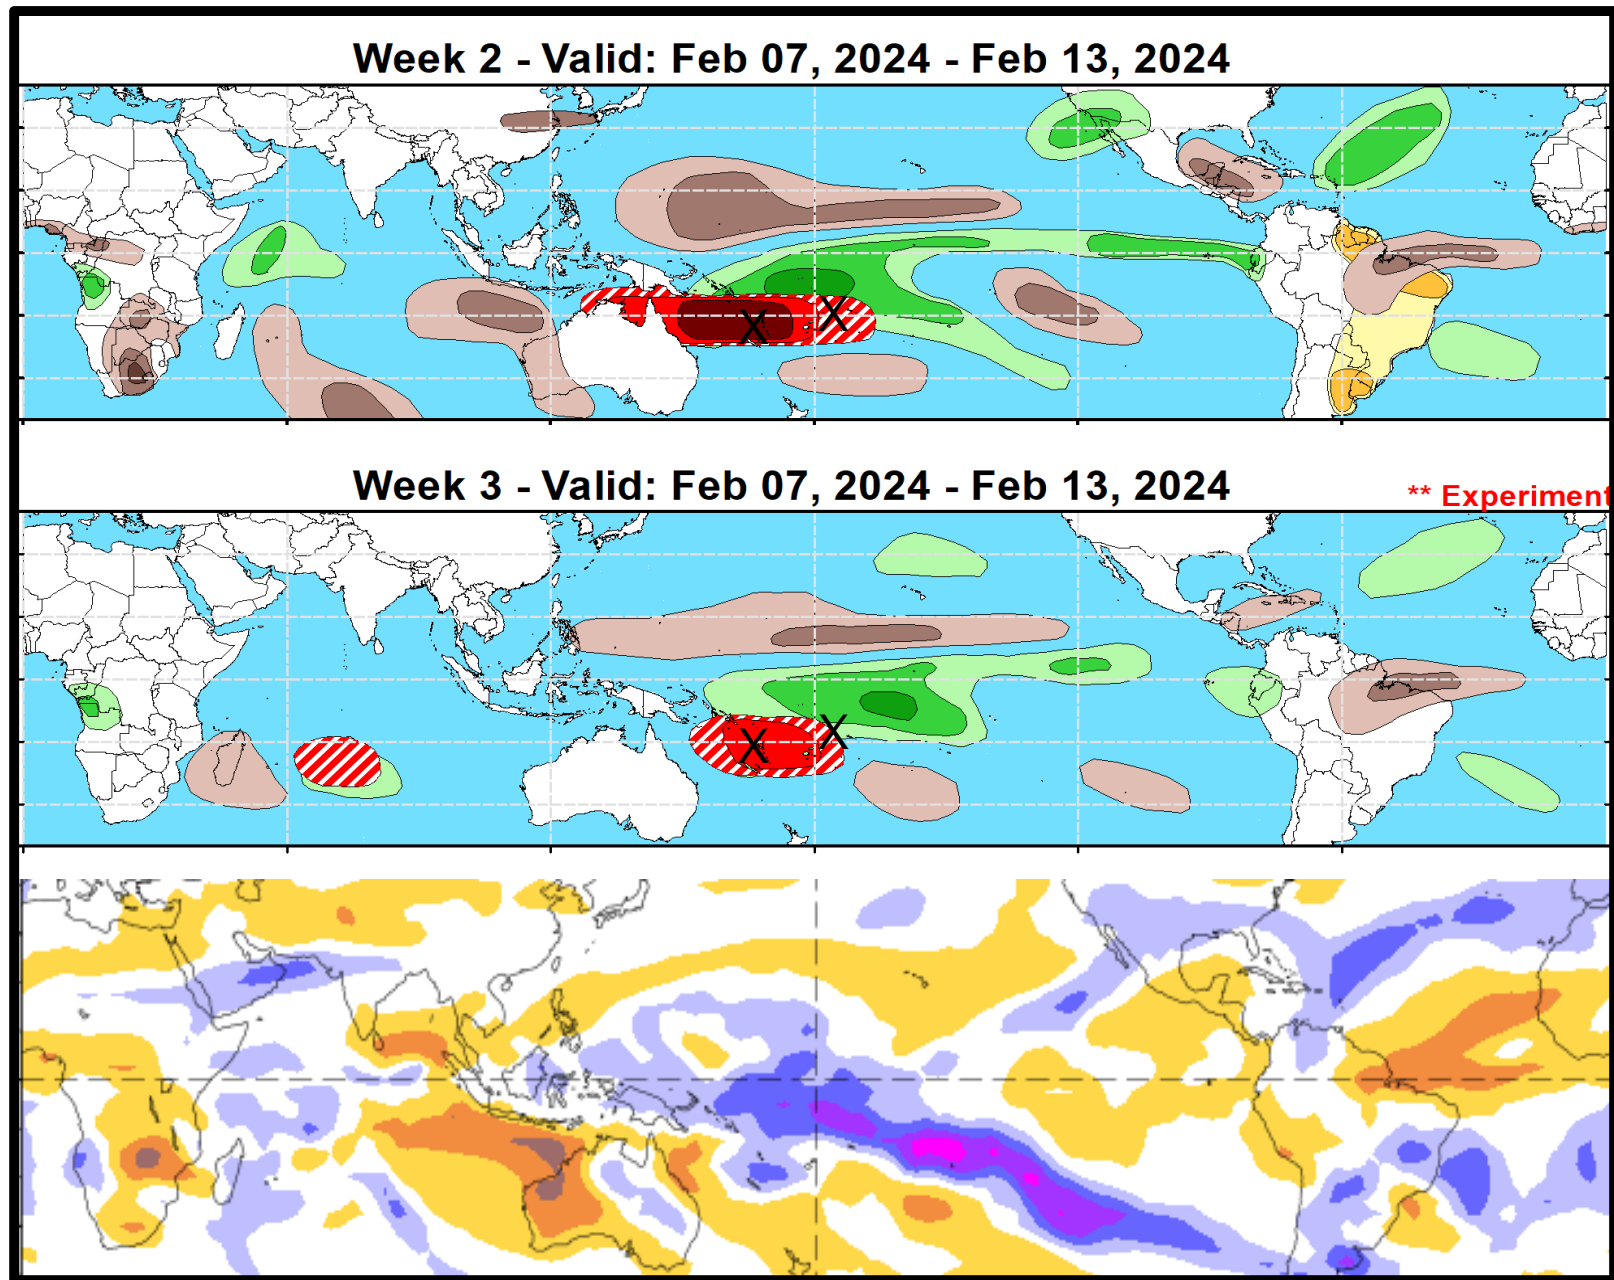 Week 2 - Valid: Feb 07, 2024 - Feb 13, 2024
X X
Week 3 - Valid: Feb 07, 2024 - Feb 13, 2024
** Experiment
X X